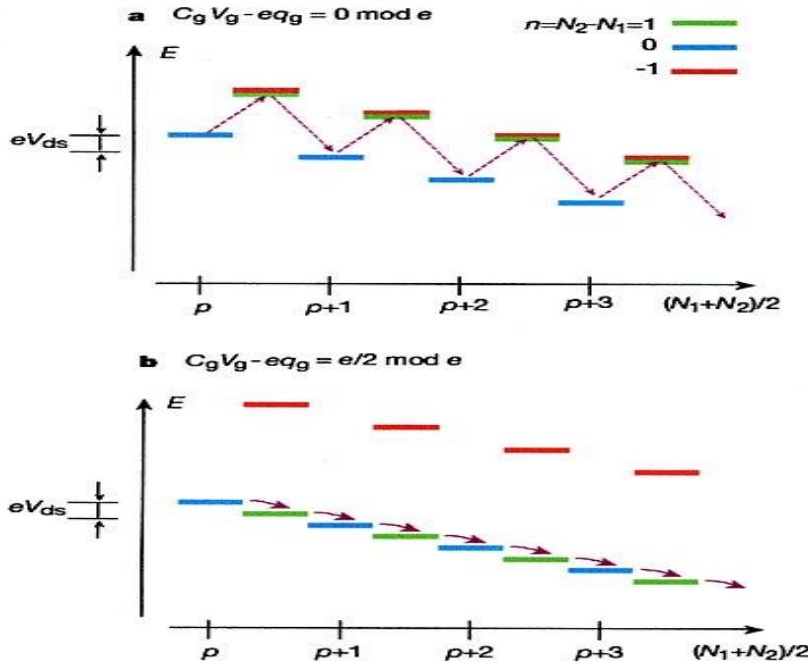 a CgVg - eqg = 0 mod e
n=N2-N1=1
0
-1
E
eVds
p p+1 p+2 p+3 (N1+N2)/2
b CgVg - eqg = e/2 mod e
E
eVds
p p+1 p+2 p+3 (N1+N2)/2